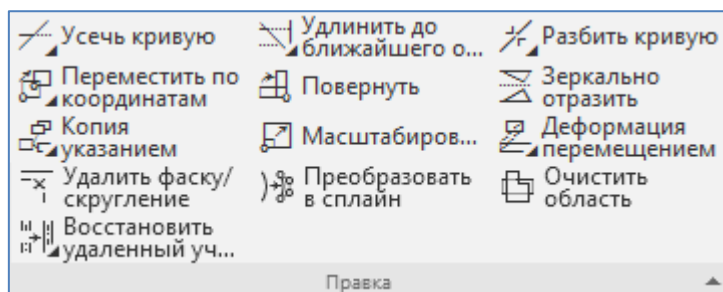 Усечь кривую
Удлинить до
ближайшего о...
Разбить кривую
Переместить по
координатам
Повернуть
Зеркально
отразить
Копия
указанием
Масштабиров...
Деформация
перемещением
Удалить фаску/
скругление
Преобразовать
в сплайн
Очистить
область
Восстановить
удаленный уч...
Правка